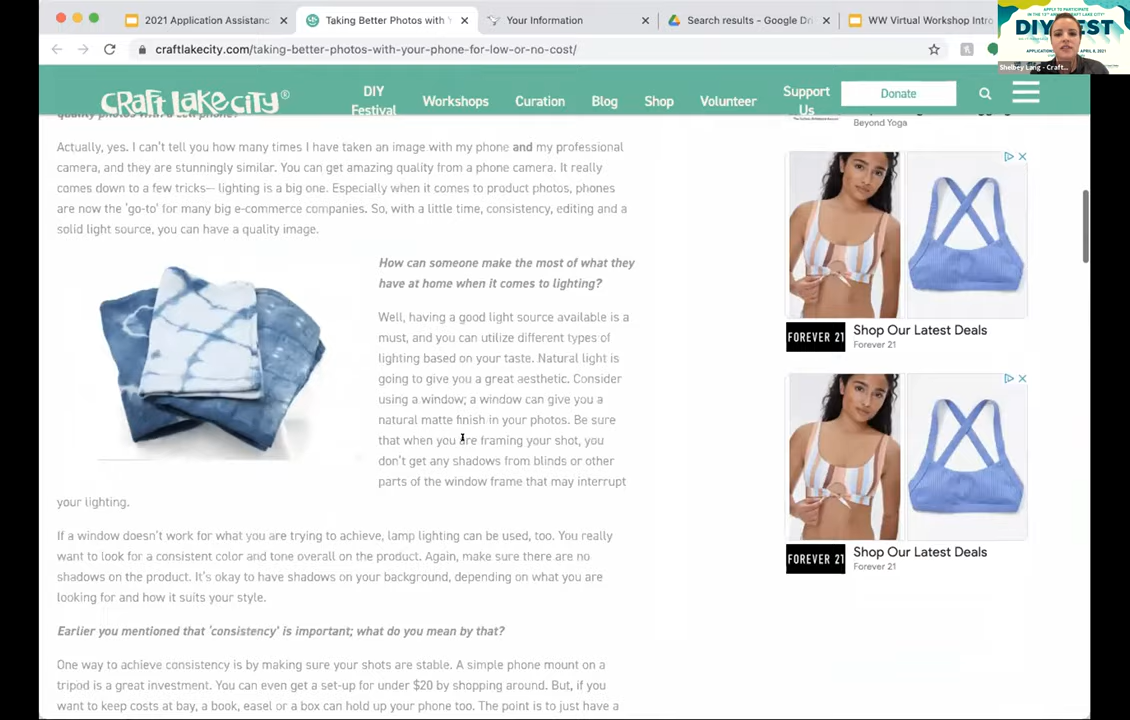 2021 Application Assistanc
Taking Better Photos with Y
Your Information
Search results - Google Dri
WW Virtual Workshop Intro
craftlakecity.com/taking-better-photos-with-your-phone-for-low-or-no-cost/
DIY
FEST
Shelbey Lang - Craft...
CRAFT LAKE CITY®
DIY
Festival
Workshops
Curation
Blog
Shop
Volunteer
Support
Us
Donate
quality photos with a cell phone?
Actually, yes. I can't tell you how many times I have taken an image with my phone and my professional
camera, and they are stunningly similar. You can get amazing quality from a phone camera. It really
comes down to a few tricks– lighting is a big one. Especially when it comes to product photos, phones
are now the 'go-to' for many big e-commerce companies. So, with a little time, consistency, editing and a
solid light source, you can have a quality image.
How can someone make the most of what they
have at home when it comes to lighting?
Well, having a good light source available is a
must, and you can utilize different types of
lighting based on your taste. Natural light is
going to give you a great aesthetic. Consider
using a window; a window can give you a
natural matte finish in your photos. Be sure
that when you are framing your shot, you
don't get any shadows from blinds or other
parts of the window frame that may interrupt
your lighting.
If a window doesn't work for what you are trying to achieve, lamp lighting can be used, too. You really
want to look for a consistent color and tone overall on the product. Again, make sure there are no
shadows on the product. It's okay to have shadows on your background, depending on what you are
looking for and how it suits your style.
Earlier you mentioned that 'consistency' is important; what do you mean by that?
One way to achieve consistency is by making sure your shots are stable. A simple phone mount on a
tripod is a great investment. You can even get a set-up for under $20 by shopping around. But, if you
want to keep costs at bay, a book, easel or a box can hold up your phone too. The point is to just have a
Beyond Yoga
FOREVER 21
Shop Our Latest Deals
Forever 21
FOREVER 21
Shop Our Latest Deals
Forever 21